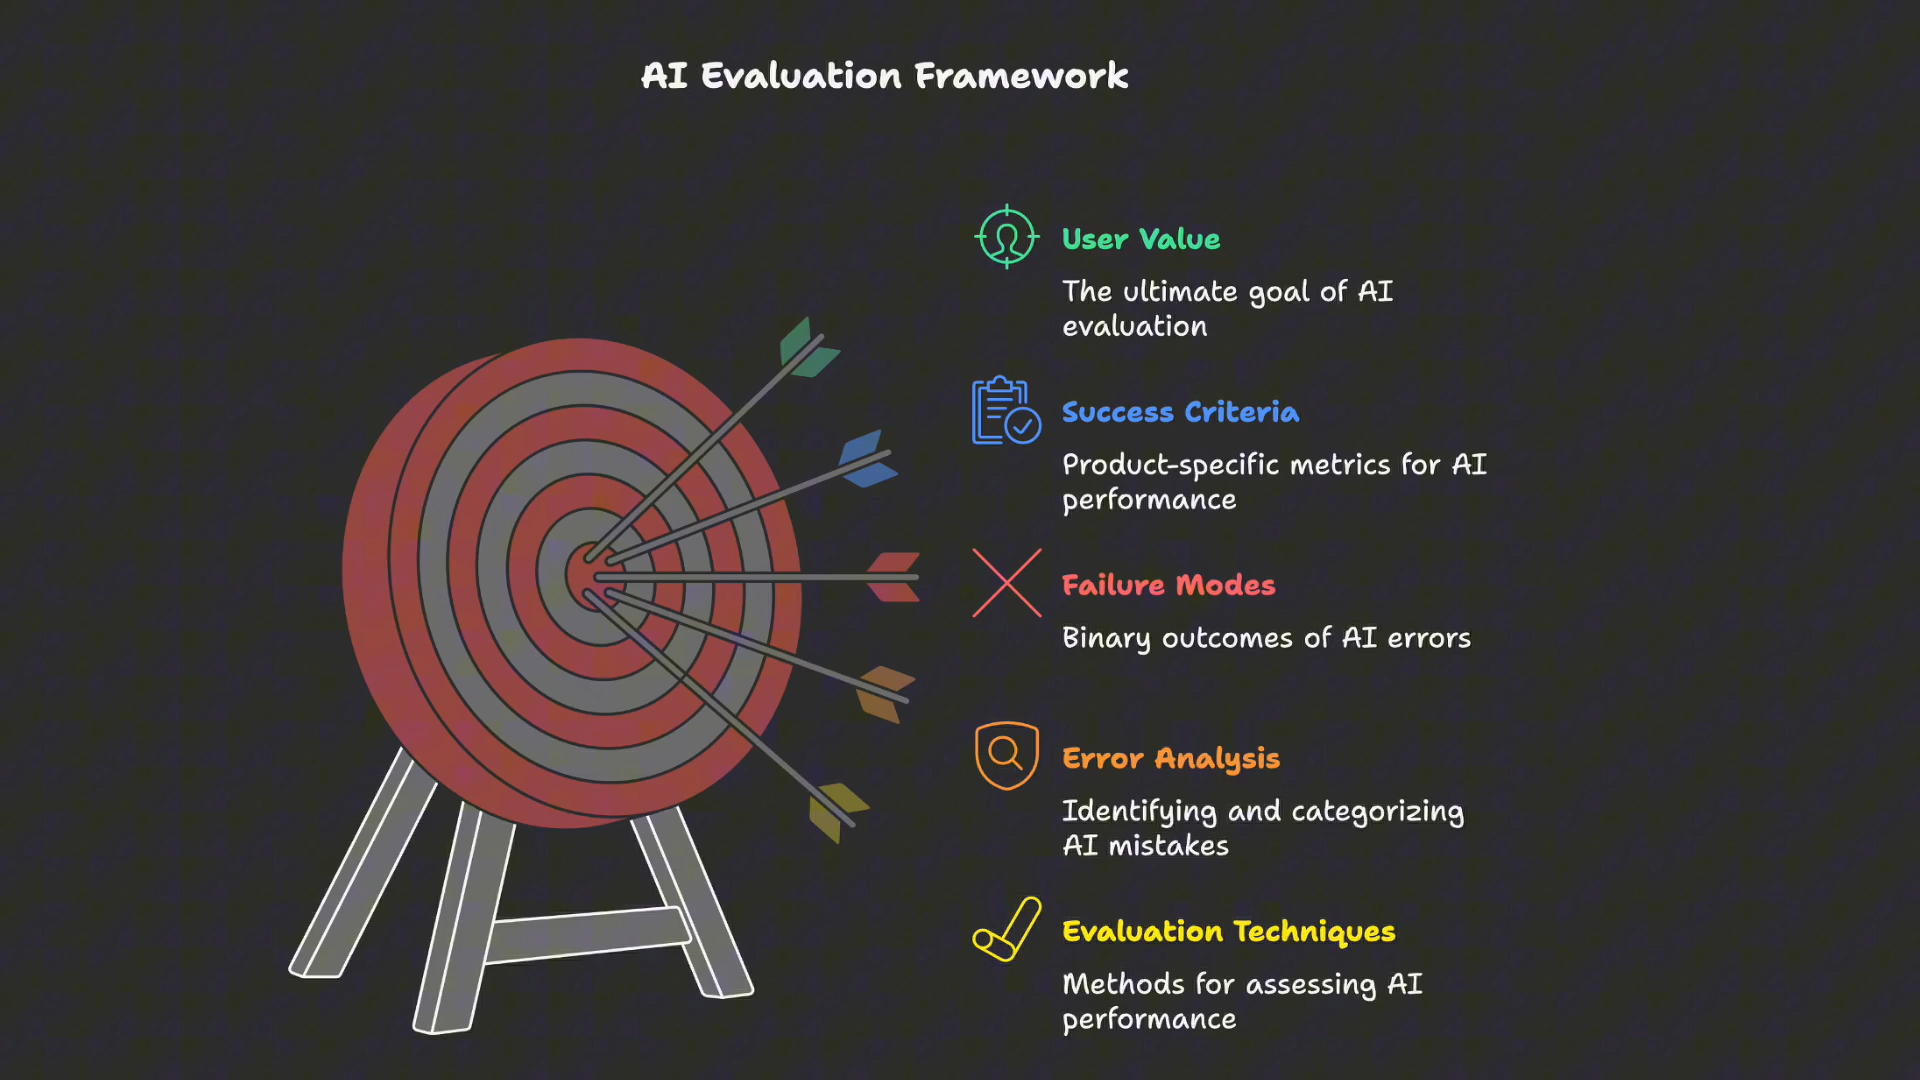 AI Evaluation Framework
User Value
The ultimate goal of AI
evaluation
Success Criteria
Product-specific metrics for AI
performance
Failure Modes
Binary outcomes of AI errors
Error Analysis
Identifying and categorizing
AI mistakes
Evaluation Techniques
Methods for assessing AI
performance